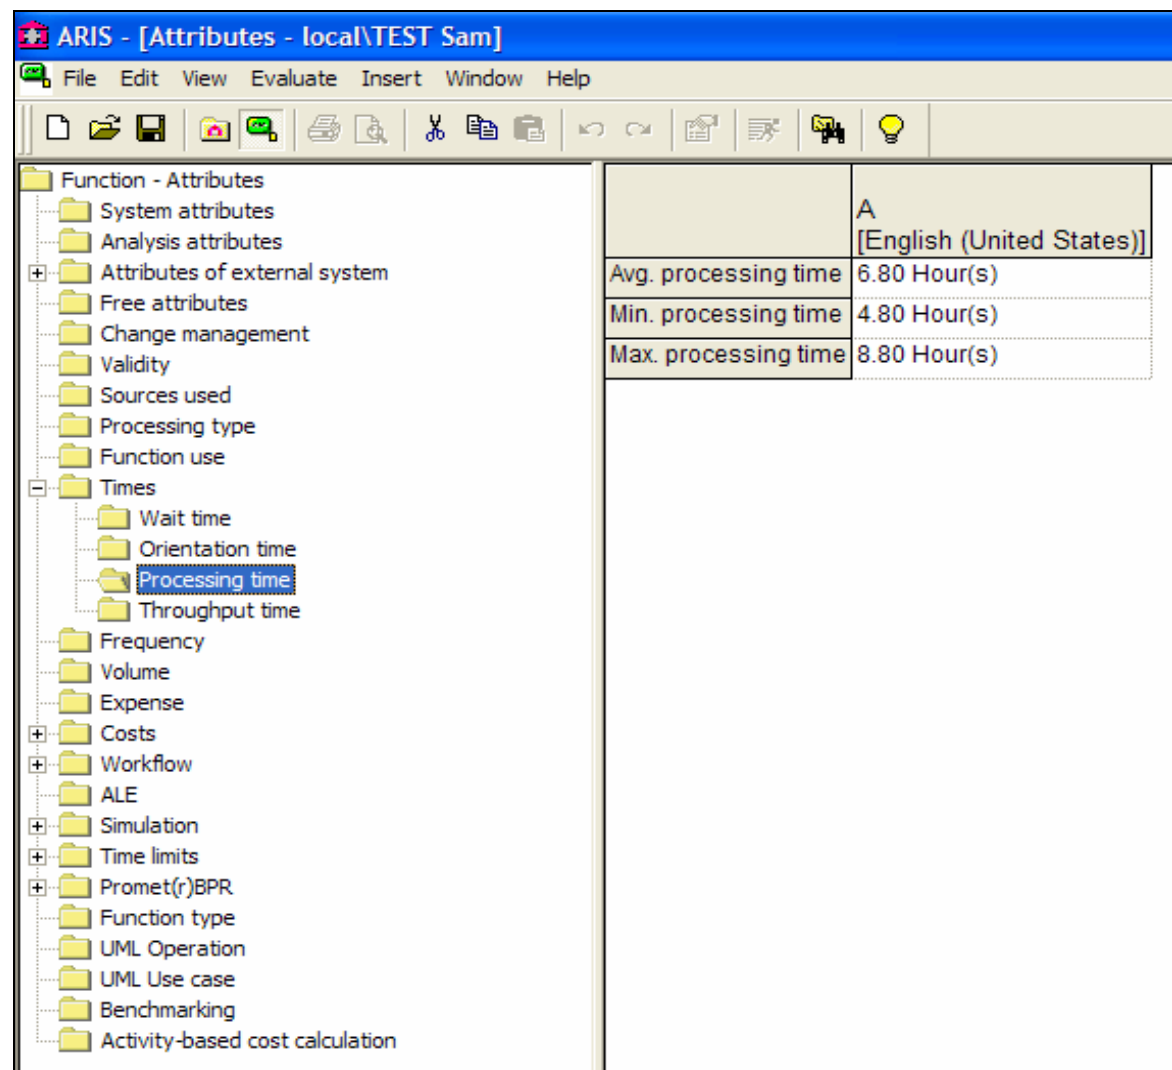 ARIS - [Attributes - local\TEST Sam]
File Edit View Evaluate Insert Window Help
Function - Attributes
System attributes
Analysis attributes
Attributes of external system
Free attributes
Change management
Validity
Sources used
Processing type
Function use
Times
Wait time
Orientation time
Processing time
Throughput time
Frequency
Volume
Expense
Costs
Workflow
ALE
Simulation
Time limits
Promet(r)BPR
Function type
UML Operation
UML Use case
Benchmarking
Activity-based cost calculation
A
[English (United States)]
Avg. processing time 6.80 Hour(s)
Min. processing time 4.80 Hour(s)
Max. processing time 8.80 Hour(s)